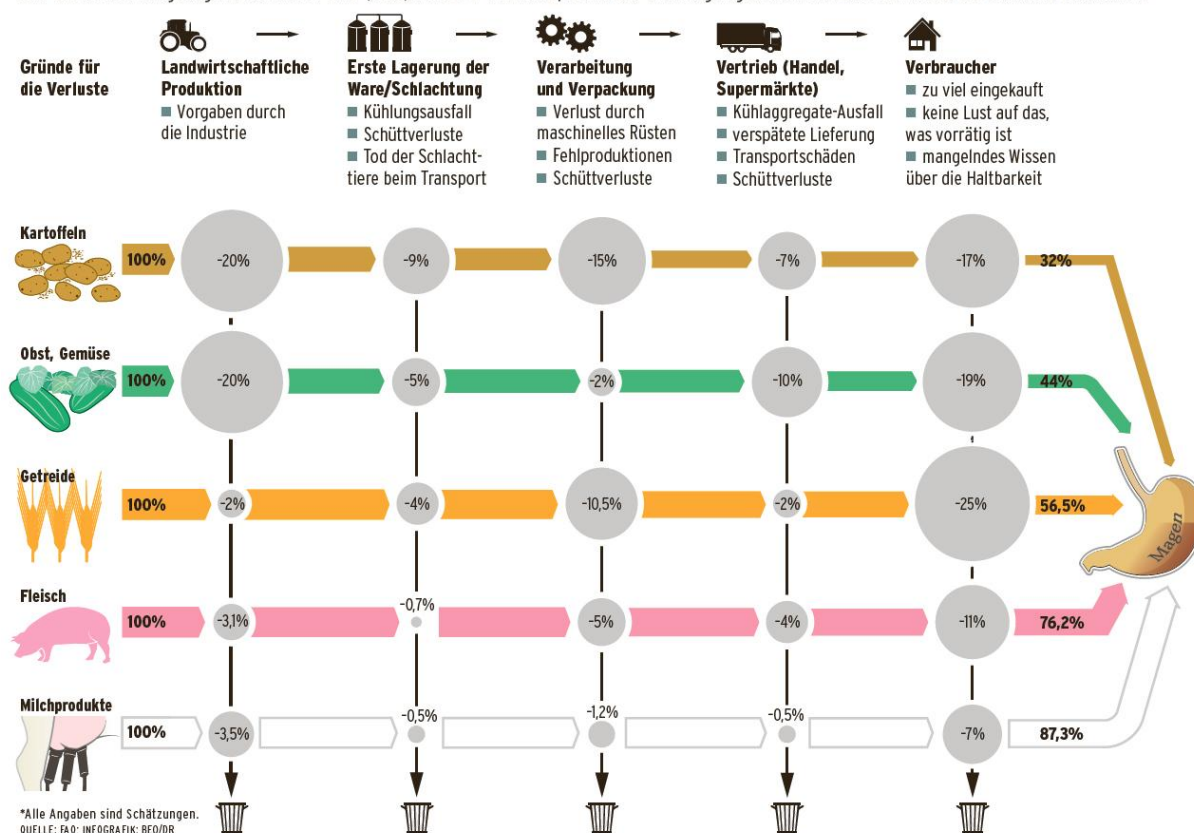 Gründe für
die Verluste
Landwirtschaftliche
Produktion
■ Vorgaben durch
die Industrie
Erste Lagerung der
Ware/Schlachtung
■ Kühlungsausfall
■ Schüttverluste
■ Tod der Schlacht-
tiere beim Transport
Verarbeitung
und Verpackung
■ Verlust durch
maschinelles Rüsten
■ Fehlproduktionen
■ Schüttverluste
Vertrieb (Handel,
Supermärkte)
■ Kühlaggregate-Ausfall
■ verspätete Lieferung
■ Transportschäden
■ Schüttverluste
Verbraucher
■ zu viel eingekauft
■ keine Lust auf das,
was vorrätig ist
■ mangelndes Wissen
über die Haltbarkeit
Kartoffeln
100% -20% -9% -15% -7% -17% 32%
Obst, Gemüse
100% -20% -5% -2% -10% -19% 44%
Getreide
100% -2% -4% -10,5% -2% -25% 56,5%
Magen
Fleisch
100% -3,1% -0,7% -5% -4% -11% 76,2%
Milchprodukte
100% -3,5% -0,5% -1,2% -0,5% -7% 87,3%
*Alle Angaben sind Schätzungen.
QUELLE: FAO; INFOGRAFIK: BEO/DR